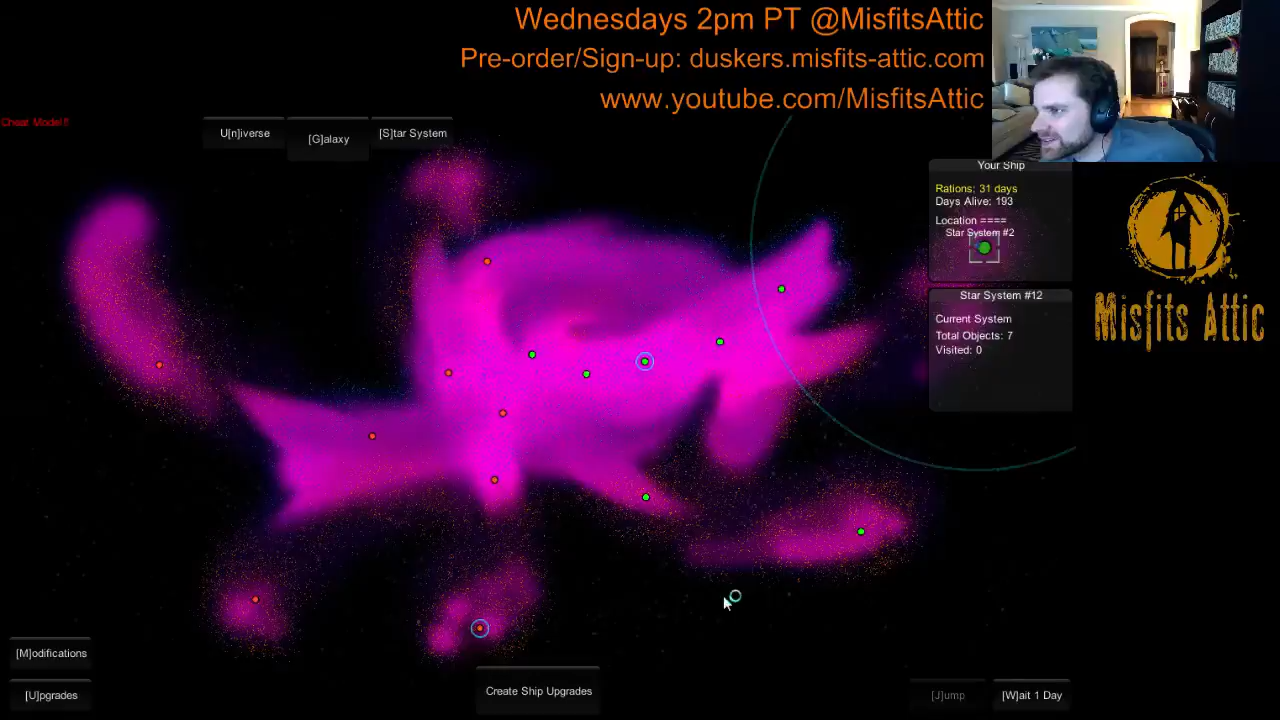 Wednesdays 2pm PT @MisfitsAttic
Pre-order/Sign-up: duskers.misfits-attic.com
www.youtube.com/MisfitsAttic
Cheat Mode!!
U(n)iverse
[G]alaxy
[S]tar System
Your Ship
Rations: 31 days
Days Alive: 193
Location ====
Star System #2
Star System #12
Current System
Total Objects: 7
Visited: 0
Misfits Attic
[M]odifications
[U]pgrades
Create Ship Upgrades
[J]ump
[W]ait 1 Day